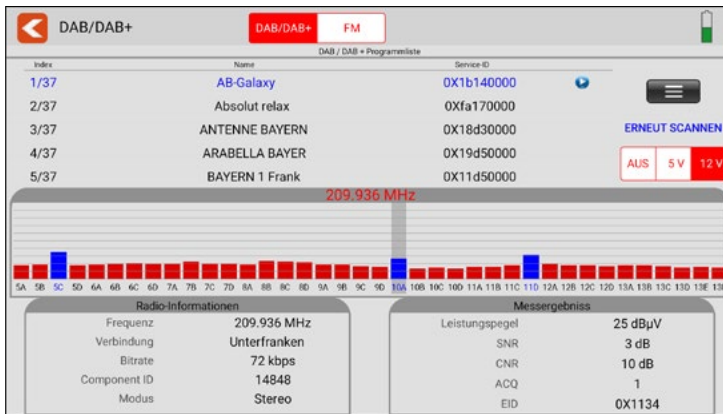 DAB/DAB+ DAB/DAB+ FM
DAB / DAB + Programmliste
Index Name Service-ID
1/37 AB-Galaxy 0X1b140000
2/37 Absolut relax 0Xfa170000
3/37 ANTENNE BAYERN 0X18d30000
ERNEUT SCANNEN
4/37 ARABELLA BAYER 0X19d50000
AUS 5 V 12 V
5/37 BAYERN 1 Frank 0X11d50000
209.936 MHz
5A 5B 5C 5D 6A 6B 6C 6D 7A 7B 7C 7D 8A 8B 8C 8D 9A 9B 9C 9D 10A 10B 10C 10D 11A 11B 11C 11D 12A 12B 12C 12D 13A 13B 13C 13D 13E
Radio-Informationen Messergebniss
Frequenz 209.936 MHz Leistungspegel 25 dBµV
Verbindung Unterfranken SNR 3 dB
Bitrate 72 kbps CNR 10 dB
Component ID 14848 ACQ 1
Modus Stereo EID 0X1134